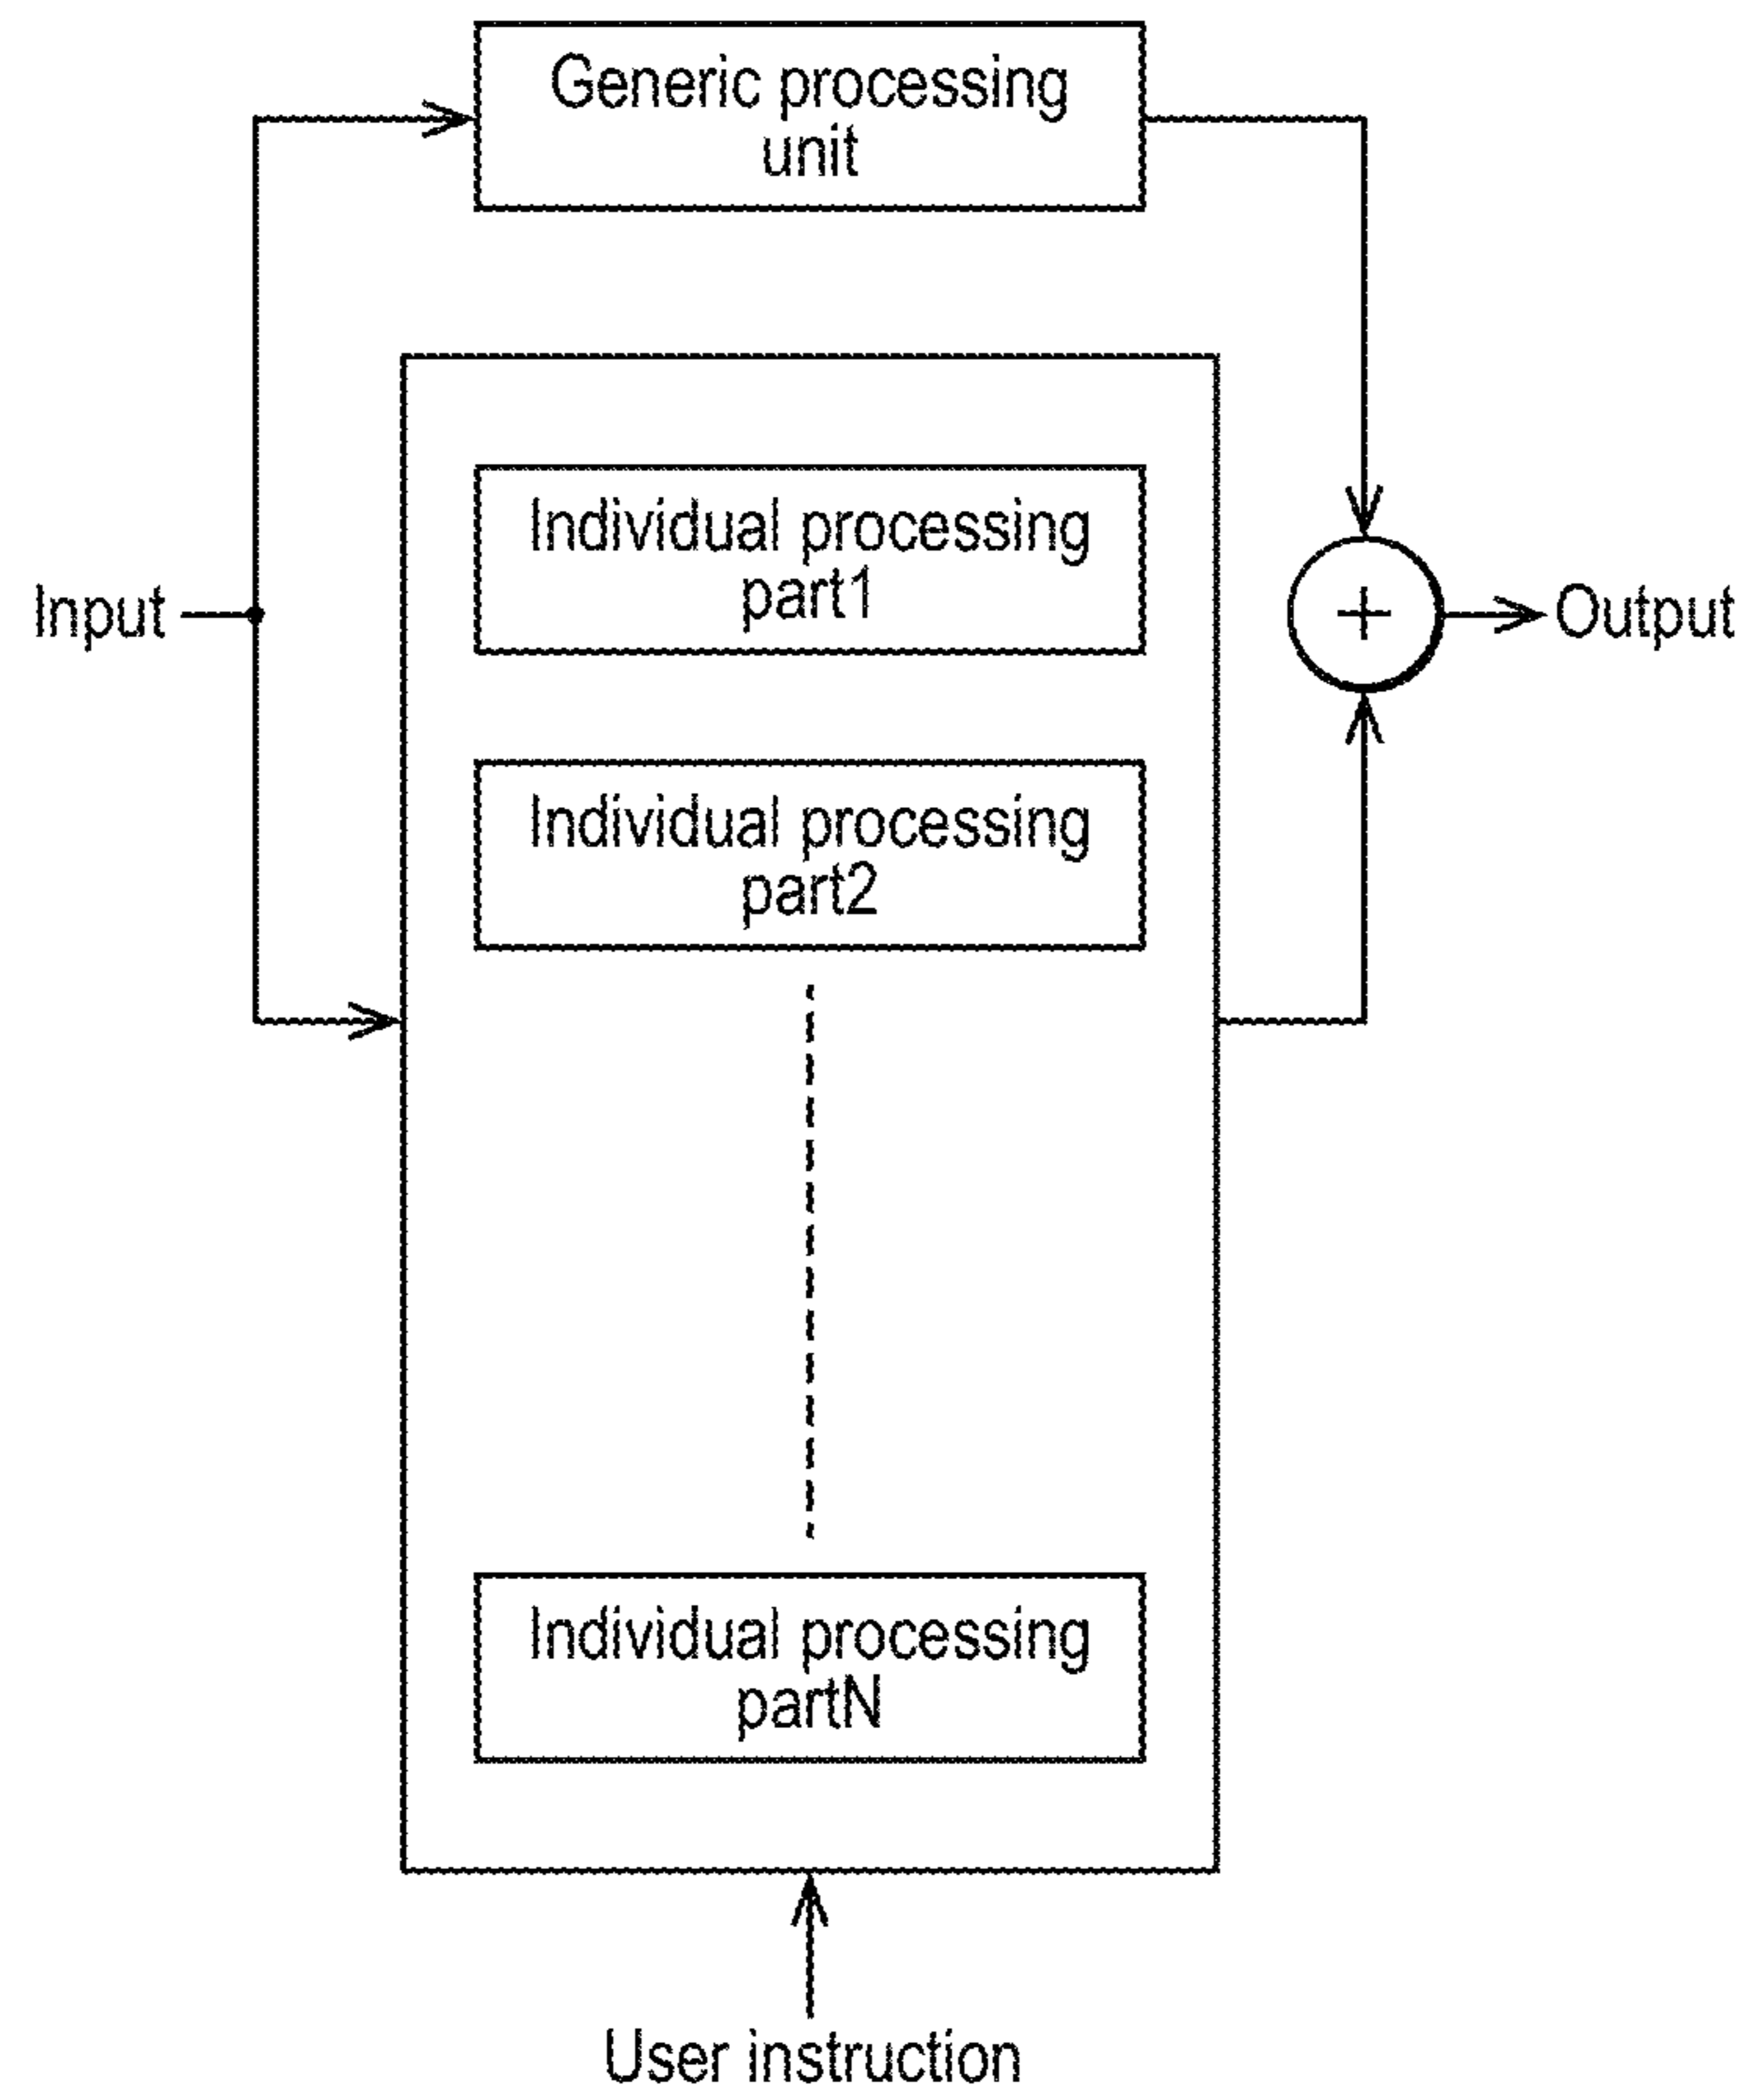 Generic processing
unit
Individual processing
part1
Input
+
Output
Individual processing
part2
Individual processing
partN
User instruction